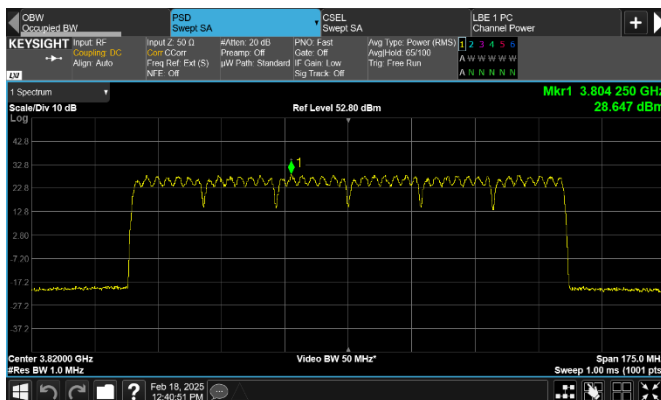 OBW
Occupied BW
PSD
Swept SA
CSEL
Swept SA
LBE 1 PC
Channel Power
KEYSIGHT
Input: RF
Coupling: DC
Align: Auto
Input Z: 50 Ω
Corr CCorr
Freq Ref: Ext (S)
NFE: Off
#Atten: 20 dB
Preamp: Off
µW Path: Standard
PNO: Fast
Gate: Off
IF Gain: Low
Sig Track: Off
Avg Type: Power (RMS)
Avg|Hold: 65/100
Trig: Free Run
1 2 3 4 5 6
A W W W W W
A N N N N N
LXI
1 Spectrum
Mkr1 3.804 250 GHz
28.647 dBm
Scale/Div 10 dB
Ref Level 52.80 dBm
Log
42.8
32.8
22.8
12.8
2.80
-7.20
-17.2
-27.2
-37.2
1
Center 3.82000 GHz
#Res BW 1.0 MHz
Video BW 50 MHz*
Span 175.0 MH
Sweep 1.00 ms (1001 pts
?
Feb 18, 2025
12:40:51 PM